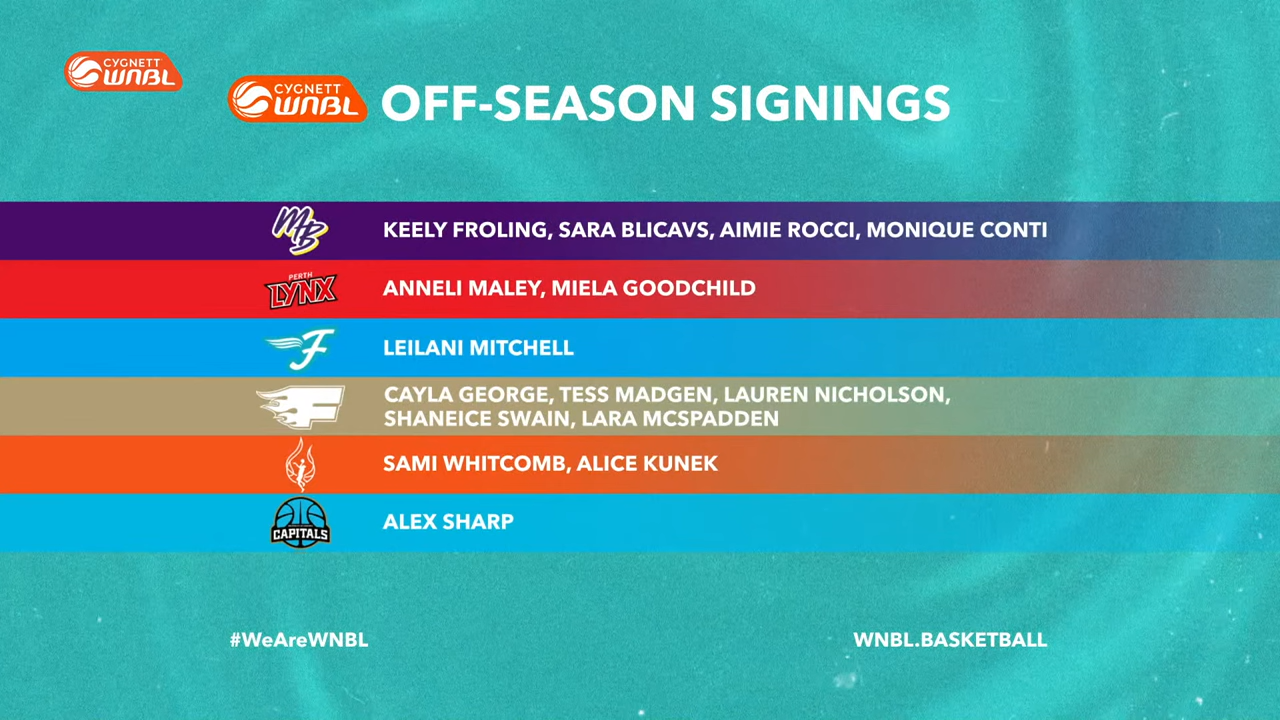 CYGNETT
WNBL
CYGNETT
WNBL
OFF-SEASON SIGNINGS
MB
KEELY FROLING, SARA BLICAVS, AIMIE ROCCI, MONIQUE CONTI
PERTH
LYNX
ANNELI MALEY, MIELA GOODCHILD
F
LEILANI MITCHELL
F
CAYLA GEORGE, TESS MADGEN, LAUREN NICHOLSON,
SHANEICE SWAIN, LARA MCSPADDEN
SAMI WHITCOMB, ALICE KUNEK
CAPITALS
ALEX SHARP
#WeAreWNBL
WNBL.BASKETBALL